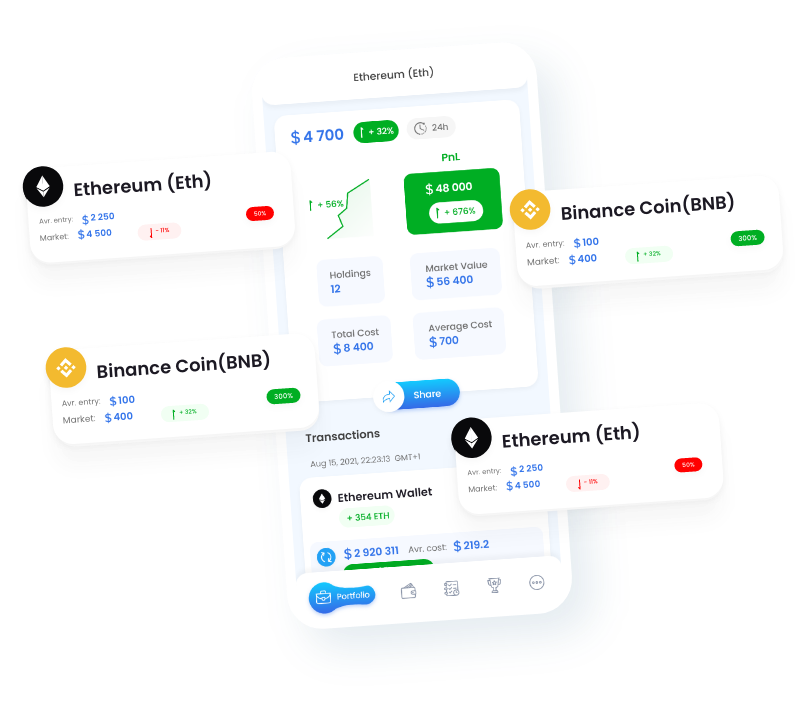 Ethereum (Eth)
$ 4 700
+ 32%
24h
PnL
+ 56%
$ 48 000
+ 676%
Holdings
12
Market Value
$ 56 400
Total Cost
$ 8 400
Average Cost
$ 700
Share
Transactions
Aug 15, 2021, 22:23:13 GMT+1
Ethereum Wallet
+ 354 ETH
$ 2 920 311 Avr. cost: $ 219.2
Portfolio
Ethereum (Eth)
Avr. entry: $ 2 250
50%
Market: $ 4 500 - 11%
Binance Coin(BNB)
Avr. entry: $ 100
300%
Market: $ 400 + 32%
Binance Coin(BNB)
Avr. entry: $ 100
300%
Market: $ 400 + 32%
Ethereum (Eth)
Avr. entry: $ 2 250
50%
Market: $ 4 500 - 11%